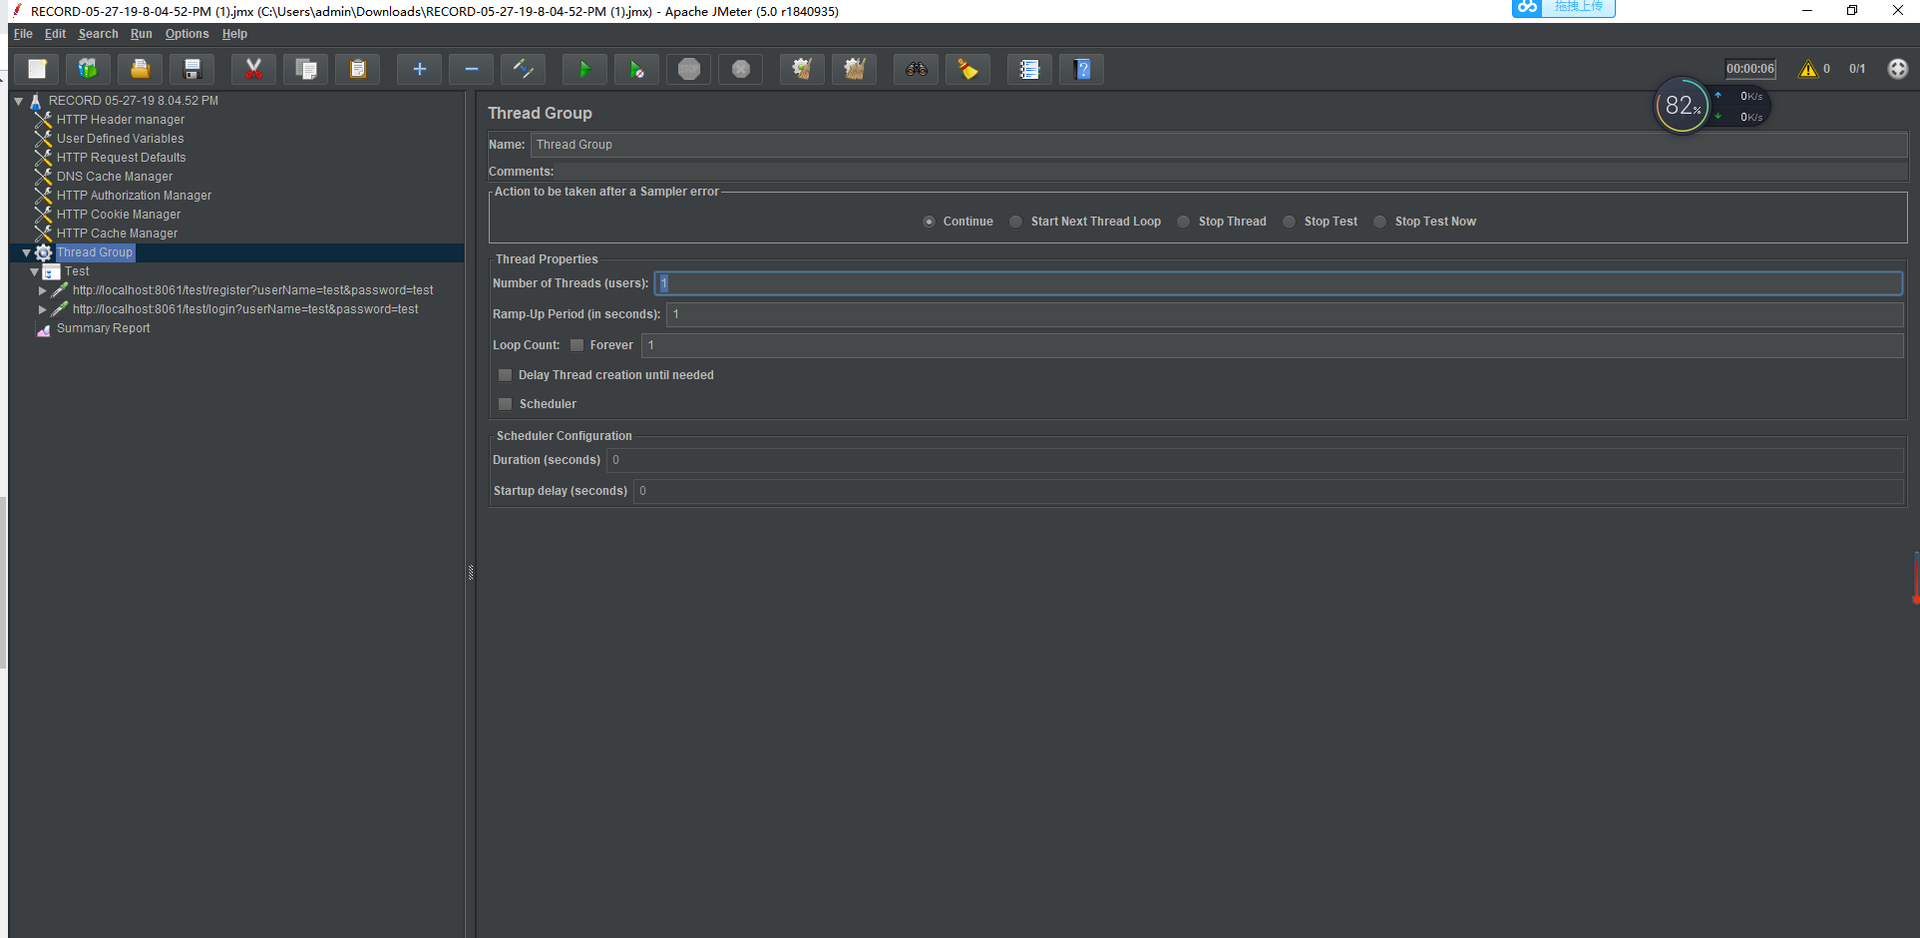 RECORD-05-27-19-8-04-52-PM (1).jmx (C:\Users\admin\Downloads\RECORD-05-27-19-8-04-52-PM (1).jmx) - Apache JMeter (5.0 r1840935)
拖拽上传
File Edit Search Run Options Help
STOP
00:00:06
0
0/1
82%
0K/s
0K/s
RECORD 05-27-19 8.04.52 PM
HTTP Header manager
User Defined Variables
HTTP Request Defaults
DNS Cache Manager
HTTP Authorization Manager
HTTP Cookie Manager
HTTP Cache Manager
Thread Group
Test
http://localhost:8061/test/register?userName=test&password=test
http://localhost:8061/test/login?userName=test&password=test
Summary Report
Thread Group
Name: Thread Group
Comments:
Action to be taken after a Sampler error
Continue Start Next Thread Loop Stop Thread Stop Test Stop Test Now
Thread Properties
Number of Threads (users): 1
Ramp-Up Period (in seconds): 1
Loop Count: Forever 1
Delay Thread creation until needed
Scheduler
Scheduler Configuration
Duration (seconds) 0
Startup delay (seconds) 0